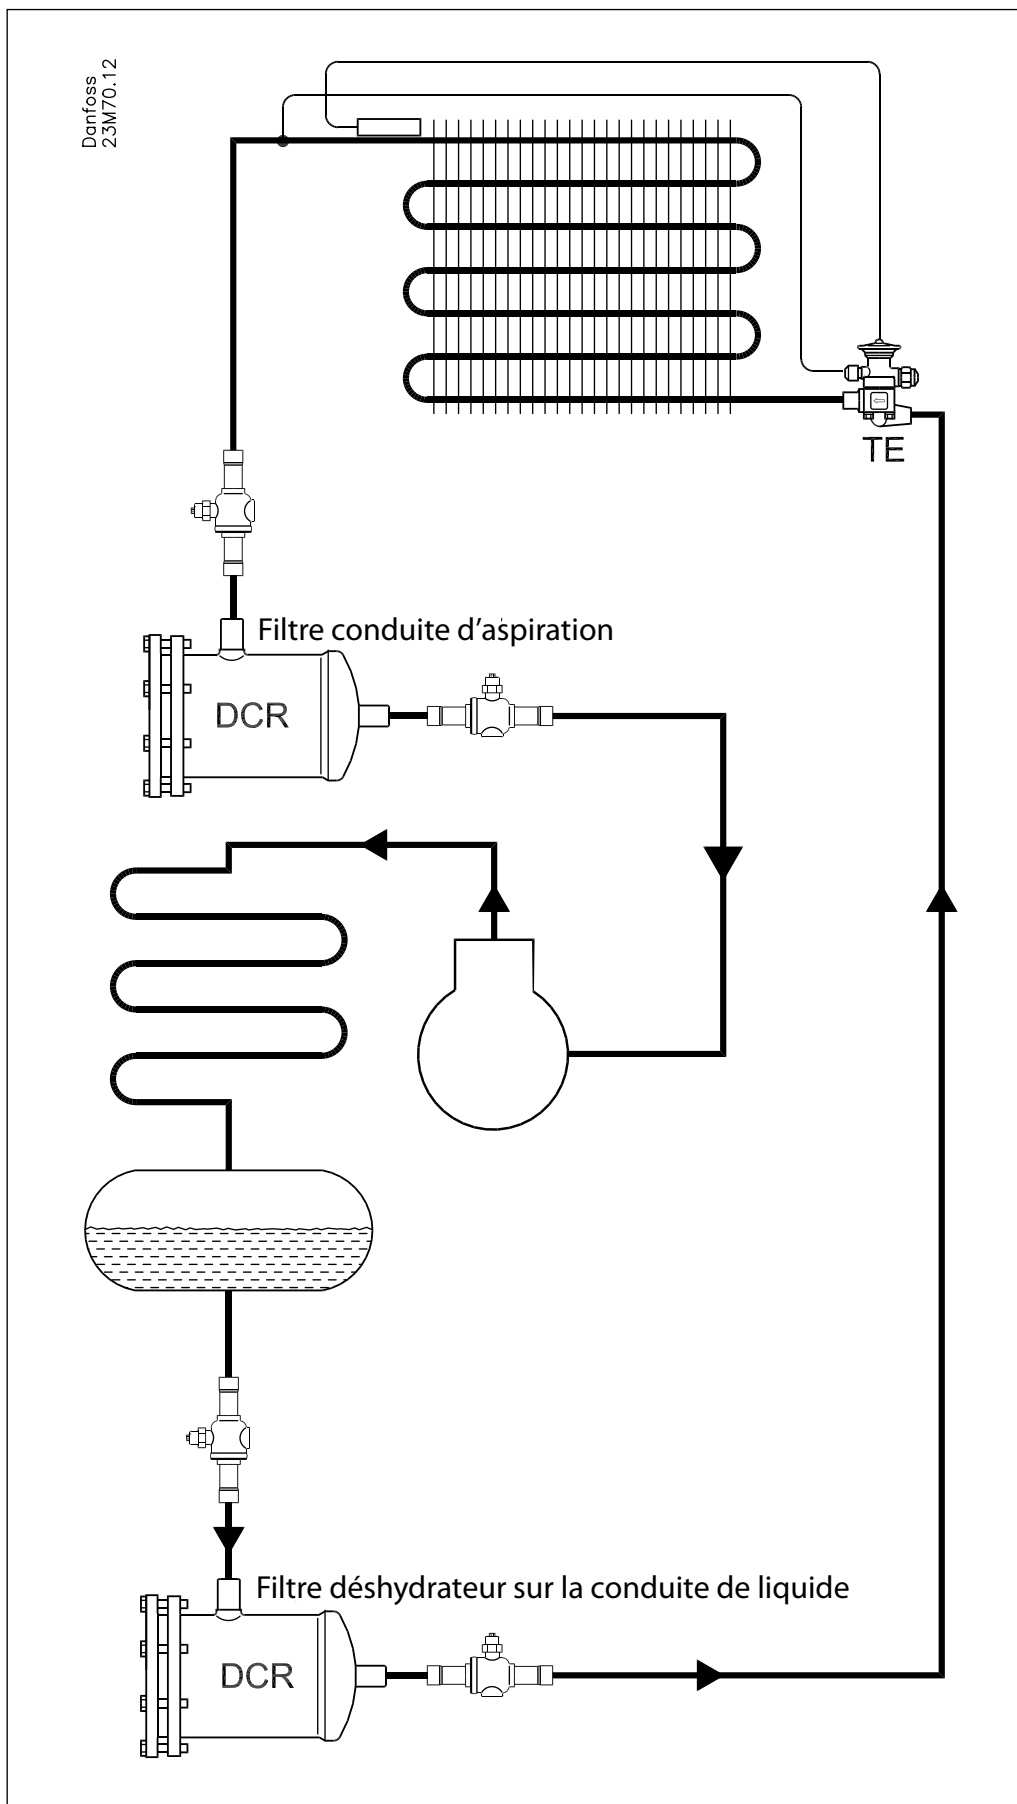 Danfoss
23M70.12
TE
Filtre conduite d'aspiration
DCR
Filtre déshydrateur sur la conduite de liquide
DCR